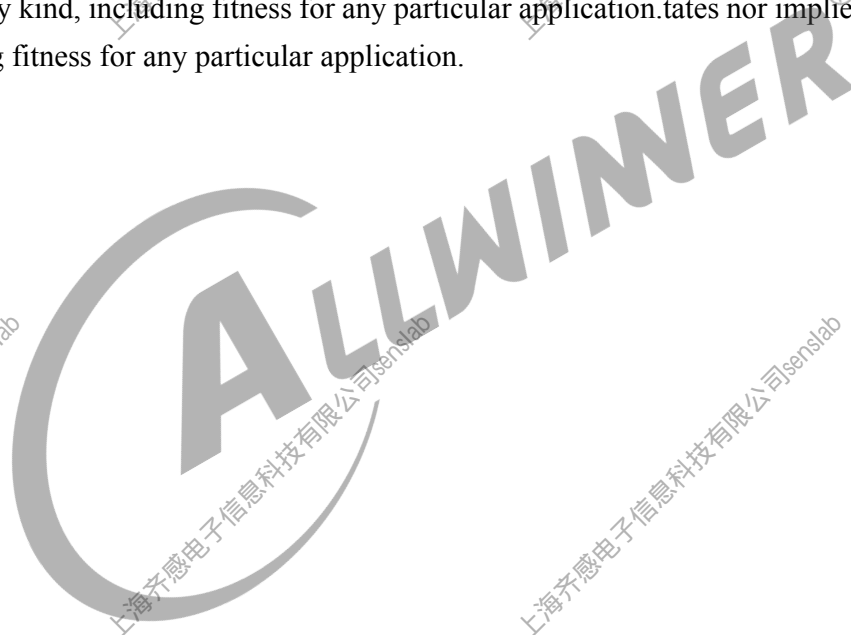 y kind, including fitness for any particular application.tates nor implie
g fitness for any particular application.
ALLWINNER
上海齐感电子信息科技有限公司senslab
上海齐感电子信息科技有限公司senslab